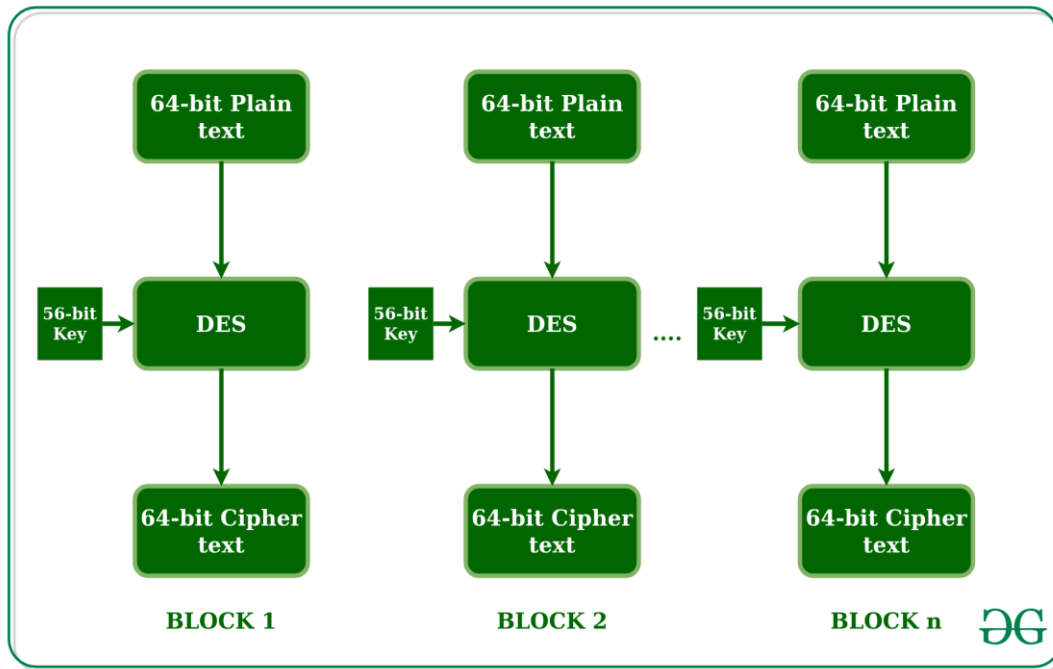 64-bit Plain
text
64-bit Plain
text
64-bit Plain
text
56-bit
Key
DES
56-bit
Key
DES
....
56-bit
Key
DES
64-bit Cipher
text
64-bit Cipher
text
64-bit Cipher
text
BLOCK 1
BLOCK 2
BLOCK n